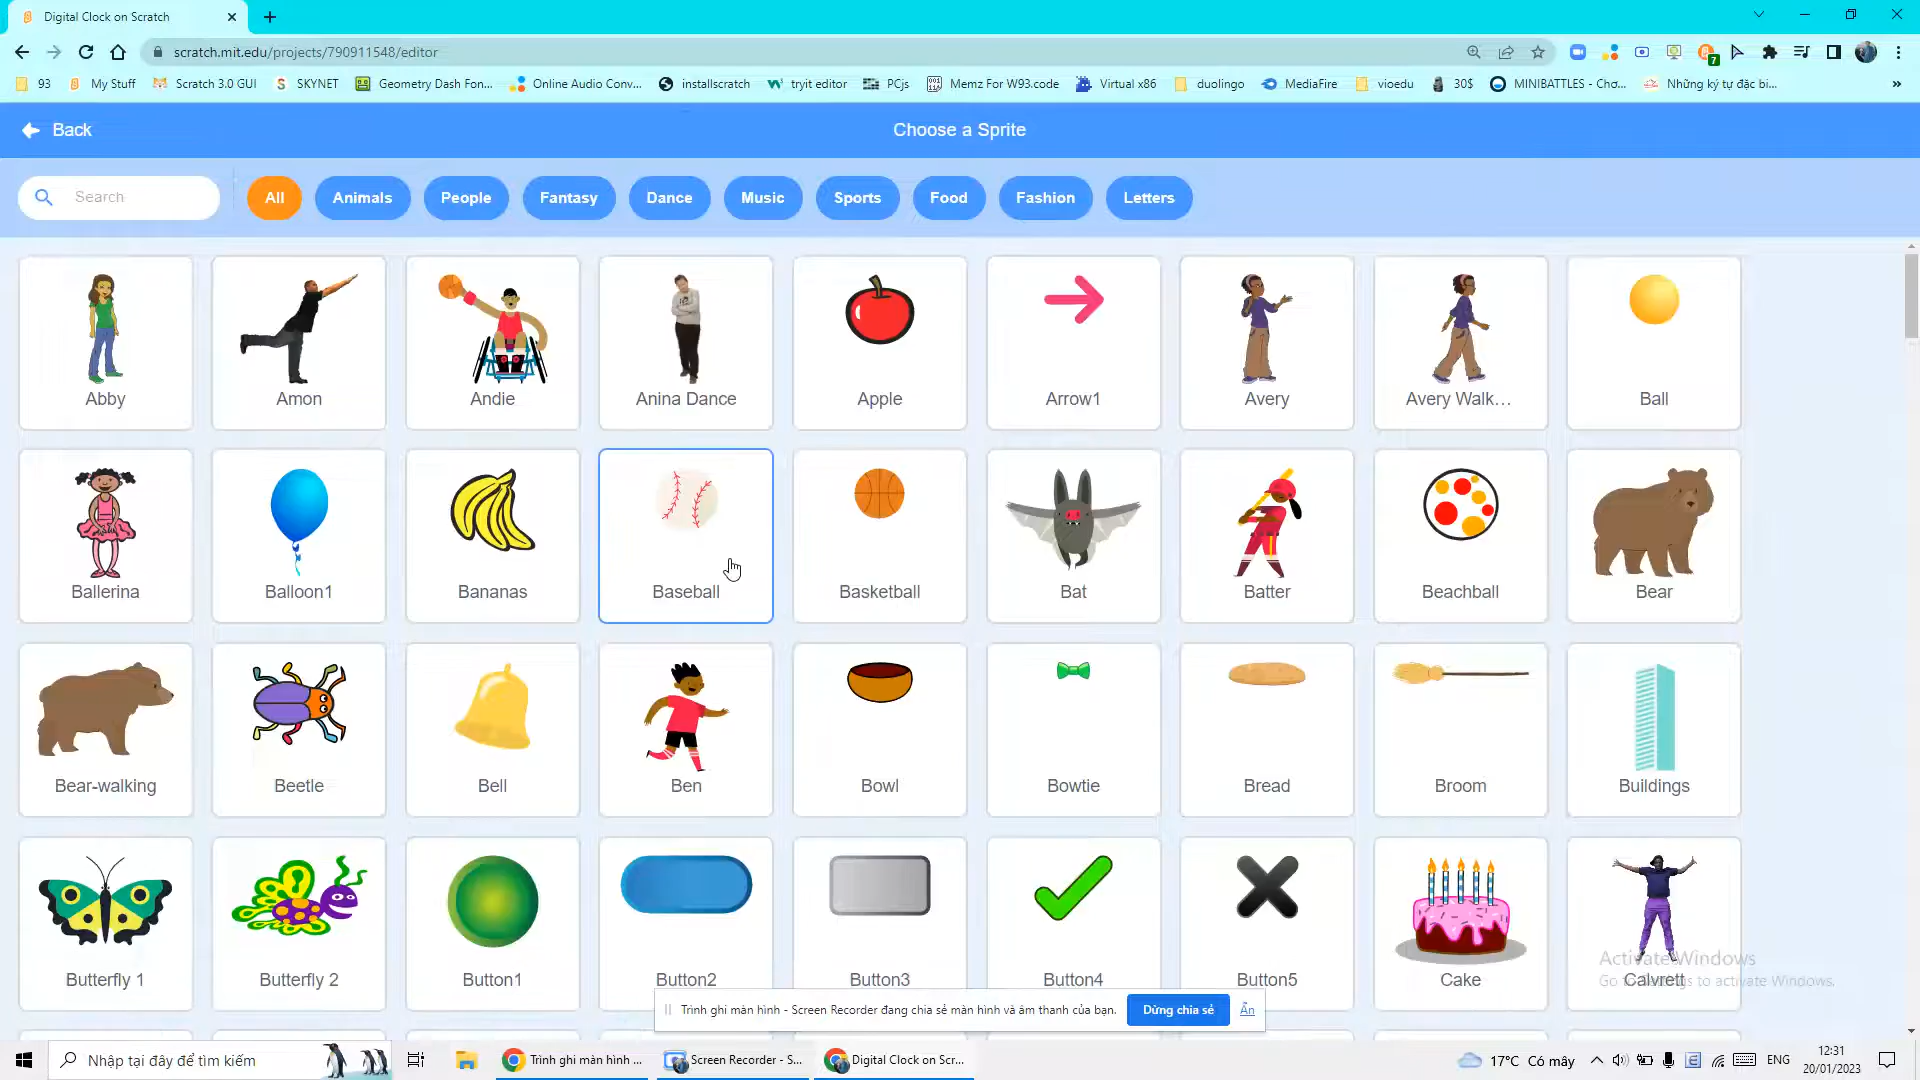 Digital Clock on Scratch
scratch.mit.edu/projects/790911548/editor
7
93 My Stuff Scratch 3.0 GUI SKYNET Geometry Dash Fon... Online Audio Conv... installscratch tryit editor PCjs Memz For W93.code Virtual x86 duolingo MediaFire vioedu 30$ MINIBATTLES - Chơ... Những ký tự đặc bi... »
Back Choose a Sprite
Search All Animals People Fantasy Dance Music Sports Food Fashion Letters
Abby Amon Andie Anina Dance Apple Arrow1 Avery Avery Walk... Ball
Ballerina Balloon1 Bananas Baseball Basketball Bat Batter Beachball Bear
Bear-walking Beetle Bell Ben Bowl Bowtie Bread Broom Buildings
Butterfly 1 Butterfly 2 Button1 Button2 Button3 Button4 Button5 Cake Calvrett
Activate Windows
Go to Settings to activate Windows.
Trình ghi màn hình - Screen Recorder đang chia sẻ màn hình và âm thanh của bạn. Dừng chia sẻ Ẩn
Nhập tại đây để tìm kiếm Trình ghi màn hình ... Screen Recorder - S... Digital Clock on Scr... 17°C Có mây ENG 12:31
20/01/2023